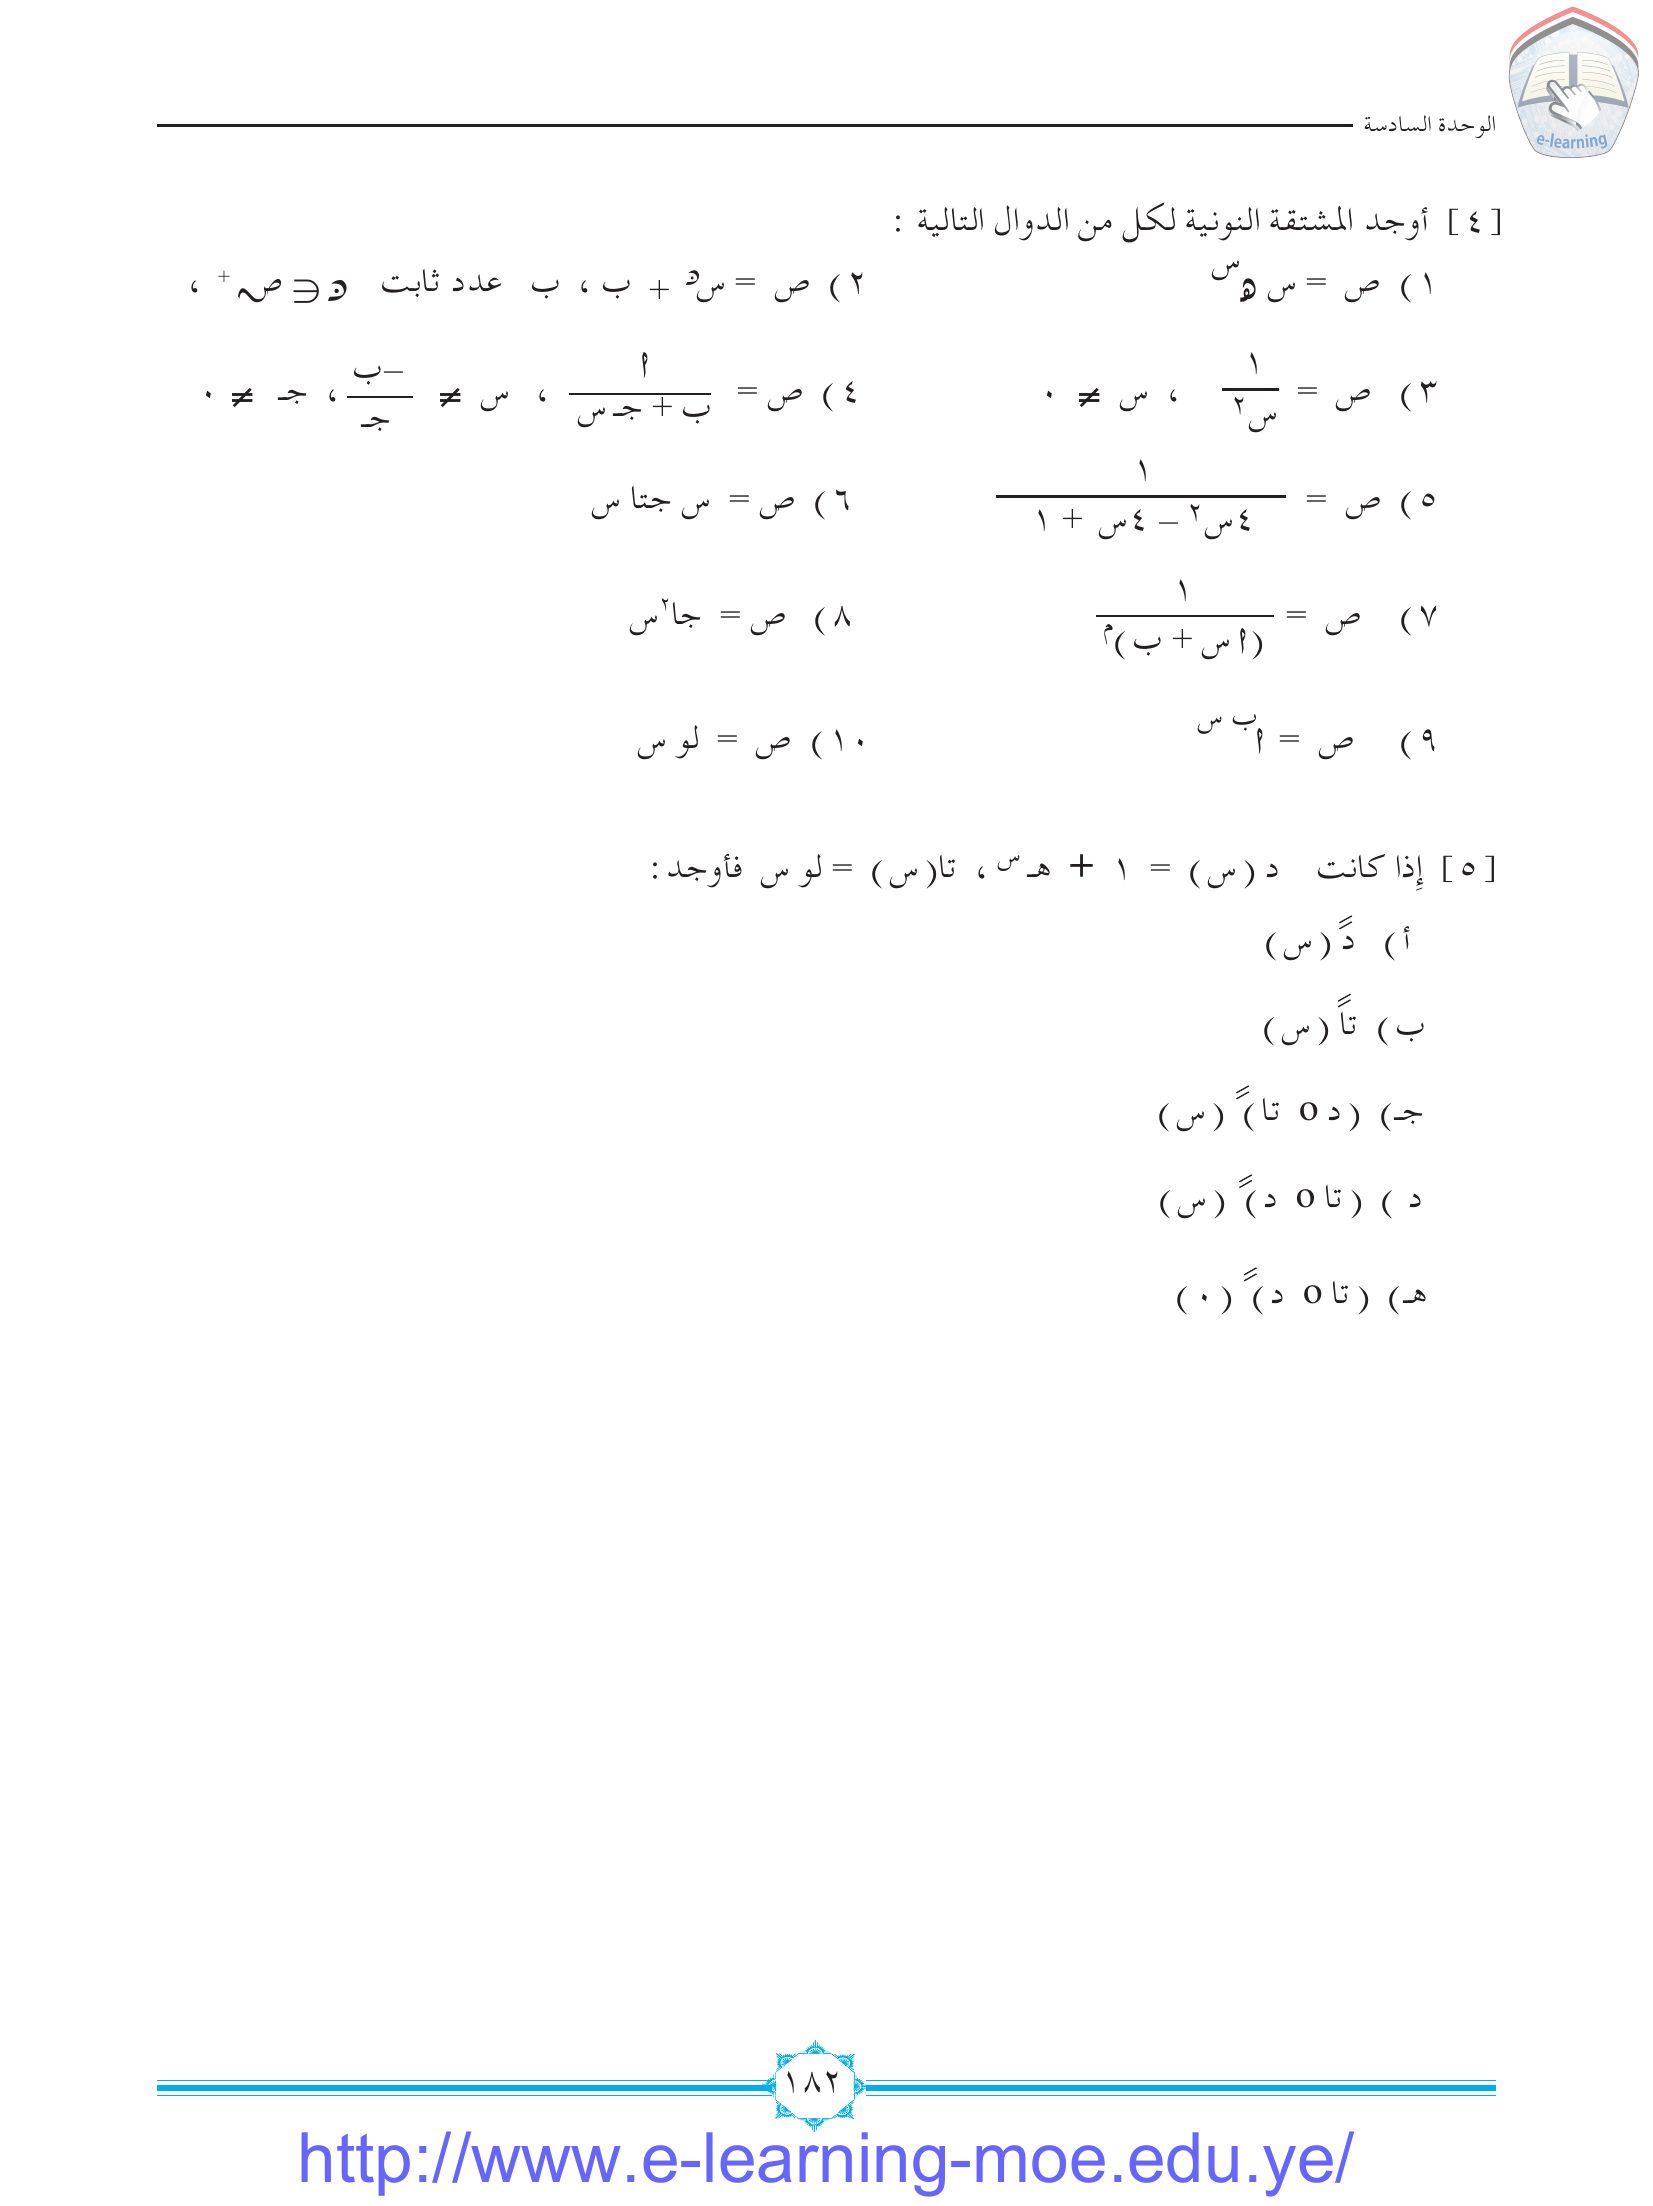 e-learning
الوحدة السادسة
[ ٤ ] أوجد المشتقة النونية لكل من الدوال التالية :
١ ) ص = س هـ^س
٢ ) ص = س^ن + ب ، ب عدد ثابت ن ∈ ص~^+ ،
٣ ) ص = ١ / س^٢ ، س ≠ ٠
٤ ) ص = ا / ب + جـ س ، س ≠ –ب / جـ ، جـ ≠ ٠
٥ ) ص = ١ / ٤س^٢ – ٤س + ١
٦ ) ص = س جتا س
٧ ) ص = ١ / (ا س + ب )^م
٨ ) ص = جا^٢ س
٩ ) ص = ا^ب س
١٠ ) ص = لو س
[ ٥ ] إِذا كانت د ( س ) = ١ + هـ^س ، تا( س ) = لو س فأوجد :
أ ) دً ( س )
ب ) تاً ( س )
جـ ) ( د o تا )ً ( س )
د ) ( تا o د )ً ( س )
هـ ) ( تا o د )ً ( ٠ )
١٨٢
http://www.e-learning-moe.edu.ye/